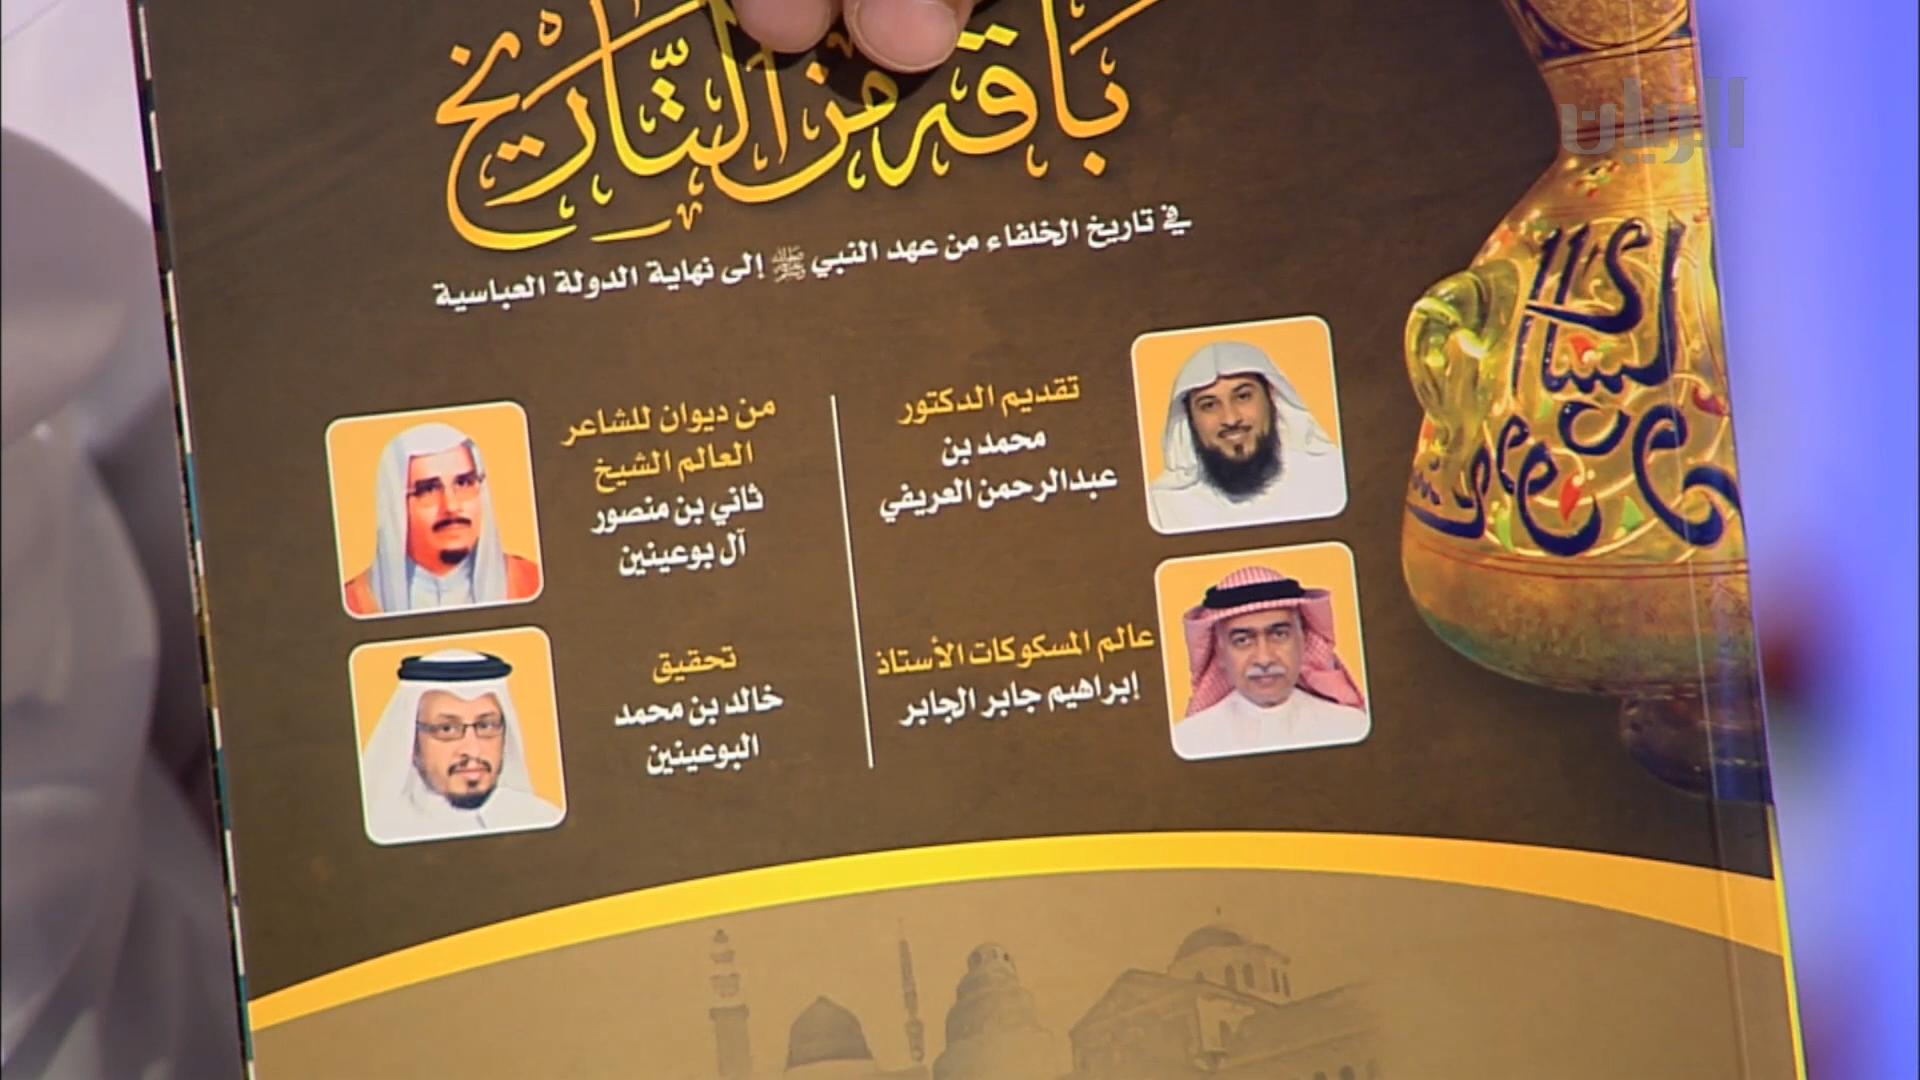 باقة من التاريخ
في تاريخ الخلفاء من عهد النبي ﷺ إلى نهاية الدولة العباسية
تقديم الدكتور
محمد بن
عبدالرحمن العريفي
عالم المسكوكات الأستاذ
إبراهيم جابر الجابر
من ديوان للشاعر
العالم الشيخ
ثاني بن منصور
آل بوعينين
تحقيق
خالد بن محمد
البوعينين
الريان